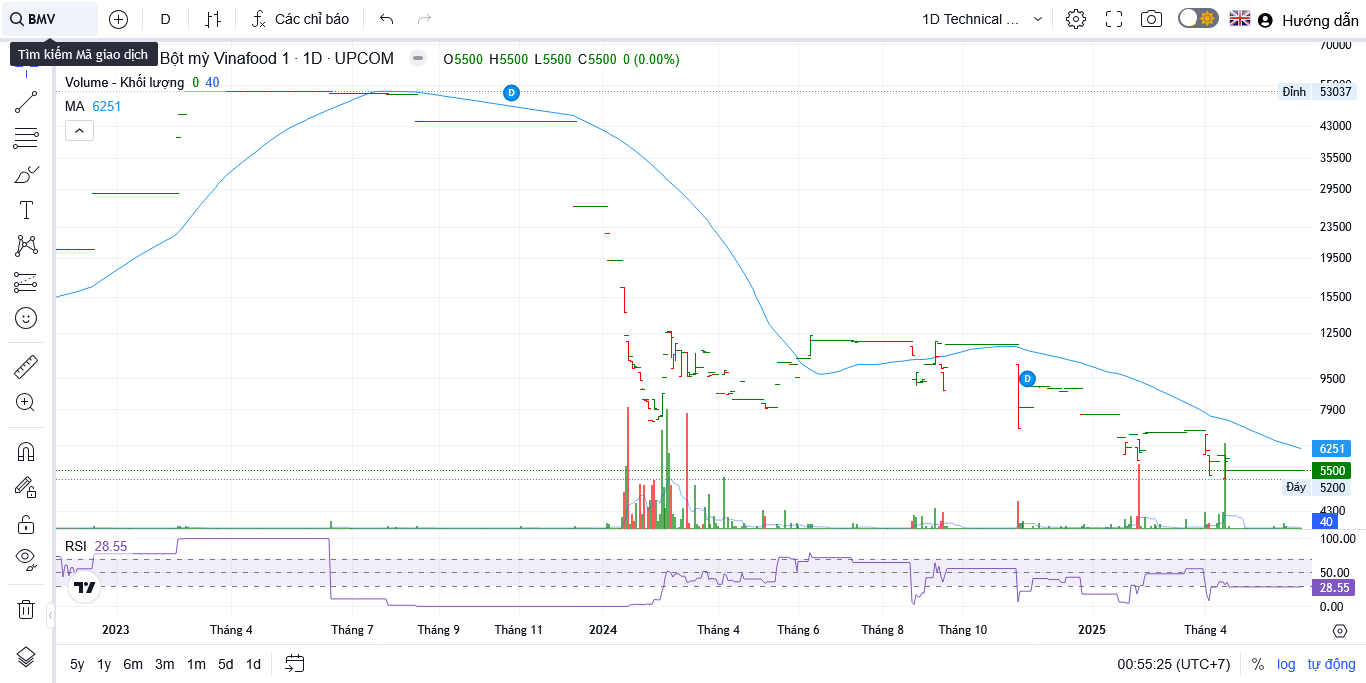 BMV
D
Các chỉ báo
1D Technical ...
Hướng dẫn
Tìm kiếm Mã giao dịch
Bột mỳ Vinafood 1 · 1D · UPCOM
O5500 H5500 L5500 C5500 0 (0.00%)
Volume - Khối lượng 0 40
MA 6251
D
D
70000
Đỉnh 53037
43000
35500
29500
23500
19500
15500
12500
9500
7900
6251
5500
Đáy 5200
4300
40
RSI 28.55
100.00
50.00
28.55
0.00
2023 Tháng 4 Tháng 7 Tháng 9 Tháng 11 2024 Tháng 4 Tháng 6 Tháng 8 Tháng 10 2025 Tháng 4
5y 1y 6m 3m 1m 5d 1d
00:55:25 (UTC+7) % log tự động